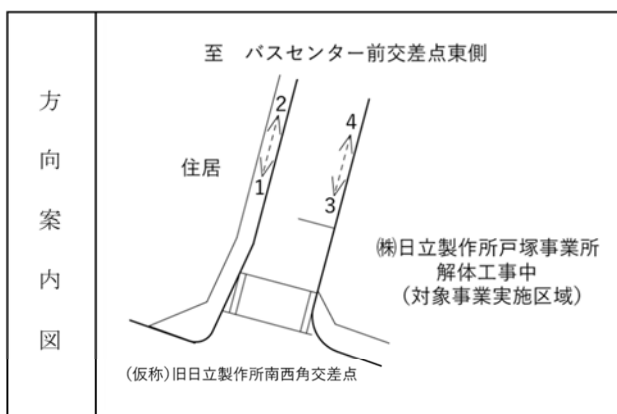 方向案内図
至 バスセンター前交差点東側
2
4
住居
1
3
㈱日立製作所戸塚事業所
解体工事中
(対象事業実施区域)
(仮称)旧日立製作所南西角交差点